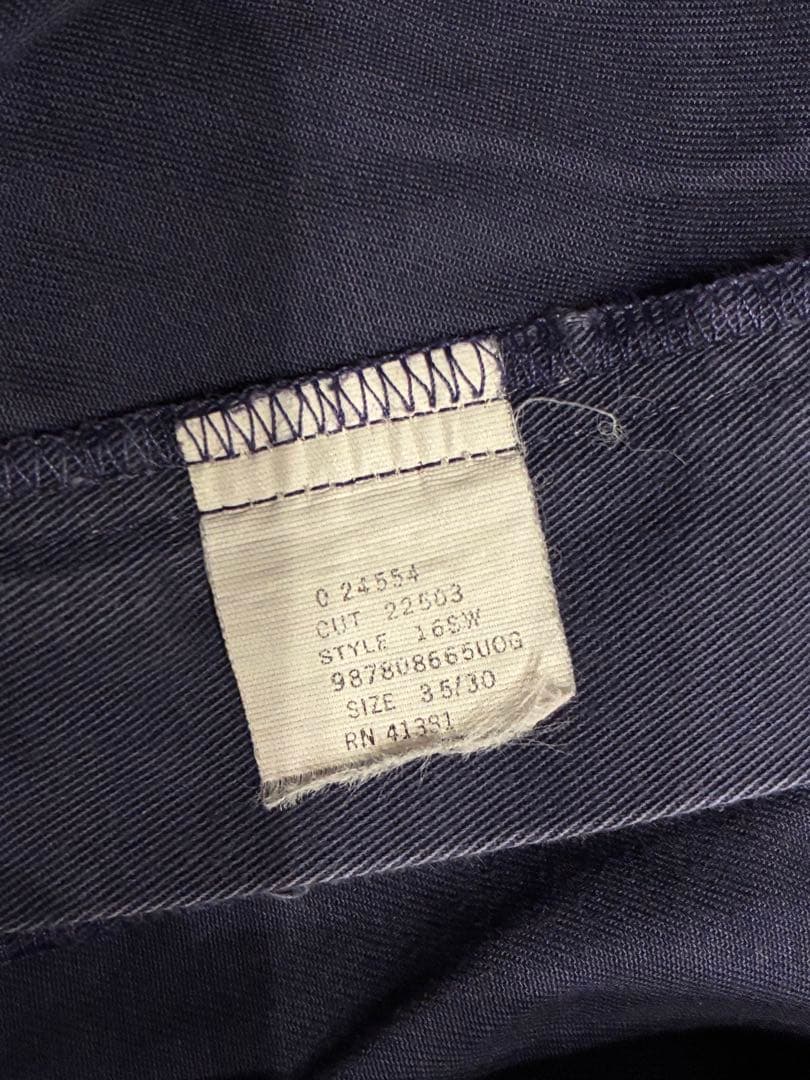 C 24554
CUT 22503
STYLE 16SW
987808665UOG
SIZE 35/30
RN 41381